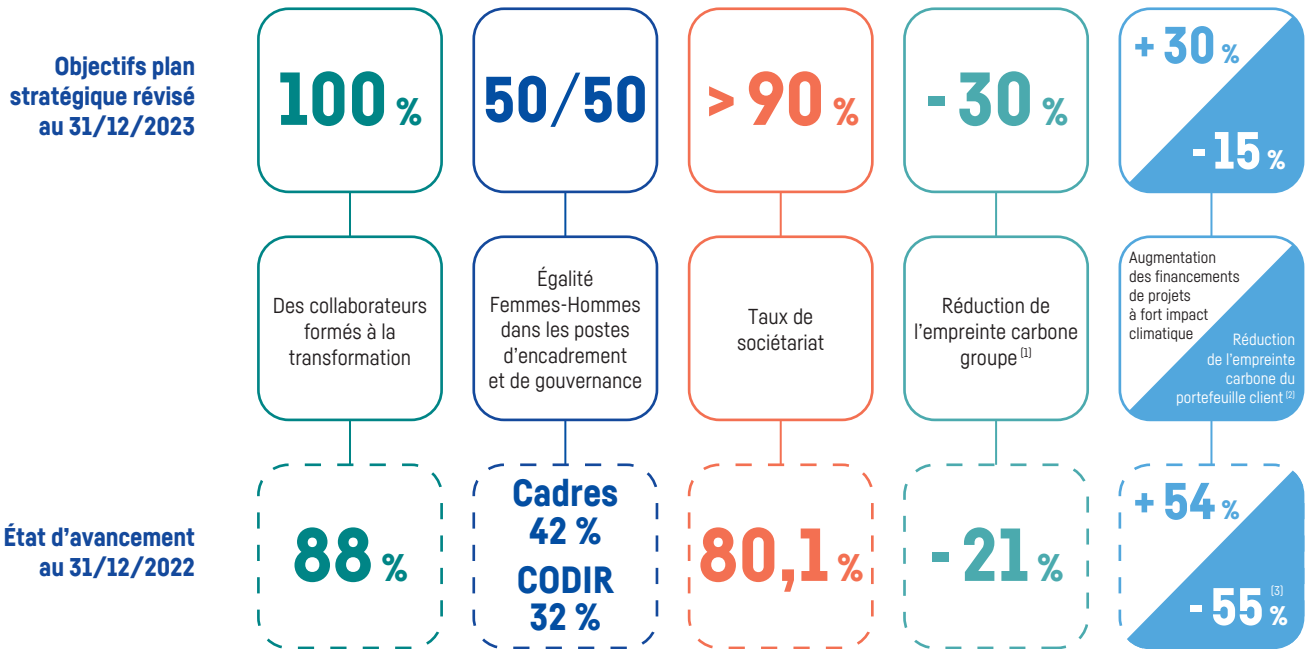 Objectifs plan
stratégique révisé
au 31/12/2023
100 %
50/50
> 90 %
- 30 %
+ 30 %
- 15 %
Des collaborateurs
formés à la
transformation
Égalité
Femmes-Hommes
dans les postes
d'encadrement
et de gouvernance
Taux de
sociétariat
Réduction de
l'empreinte carbone
groupe (1)
Augmentation
des financements
de projets
à fort impact
climatique
Réduction
de l'empreinte
carbone du
portefeuille client (2)
État d'avancement
au 31/12/2022
88 %
Cadres
42 %
CODIR
32 %
80,1 %
- 21 %
+ 54 %
- 55 % (3)